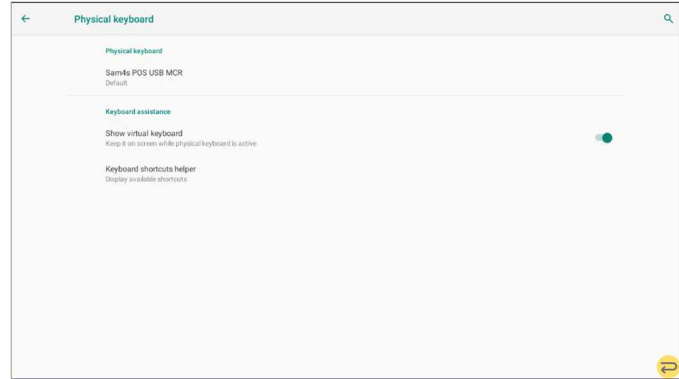 Physical keyboard
Physical keyboard
Sam4s POS USB MCR
Default
Keyboard assistance
Show virtual keyboard
Keep it on screen while physical keyboard is active
Keyboard shortcuts helper
Display available shortcuts